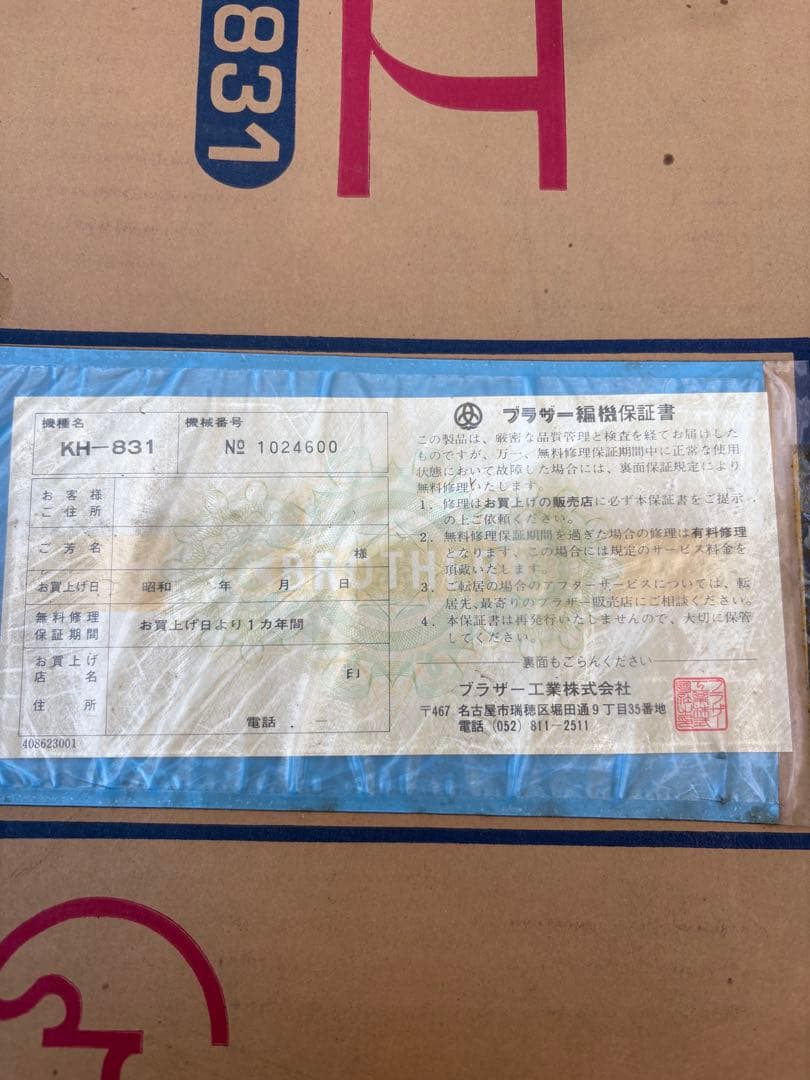 831
機種名
KH-831
機械番号
№ 1024600
お客様
ご住所
ご芳名
様
お買上げ日
昭和 年 月 日
無料修理
保証期間
お買上げ日より1カ年間
お買上げ
店名
印
住所
電話 —
408623001
ブラザー編機保証書
この製品は、厳密な品質管理と検査を経てお届けした
ものですが、万一、無料修理保証期間中に正常な使用
状態において故障した場合には、裏面保証規定により
無料修理いたします。
1. 修理はお買上げの販売店に必ず本保証書をご提示
の上ご依頼ください。
2. 無料修理保証期間を過ぎた場合の修理は有料修理
となります。この場合には規定のサービス料金を
頂戴いたします。
3. ご転居の場合のアフターサービスについては、転
居先、最寄りのブラザー販売店にご相談ください。
4. 本保証書は再発行いたしませんので、大切に保管
してください。
裏面もごらんください
ブラザー工業株式会社
〒467 名古屋市瑞穂区堀田通9丁目35番地
電話 (052) 811-2511
BROTH